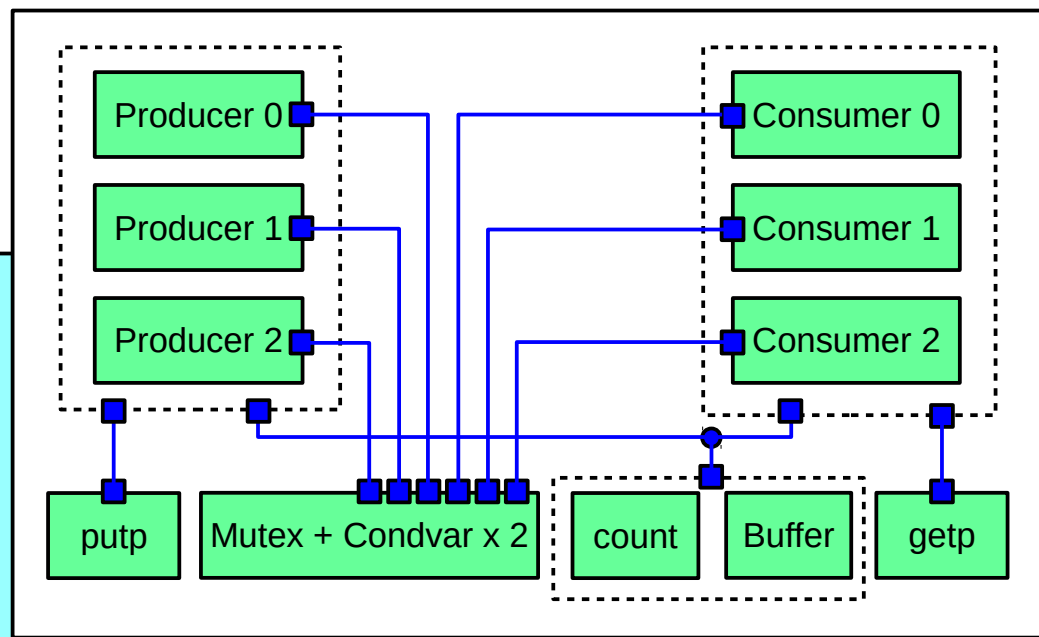 Producer 0
Consumer 0
Producer 1
Consumer 1
Producer 2
Consumer 2
putp
Mutex + Condvar x 2
count
Buffer
getp